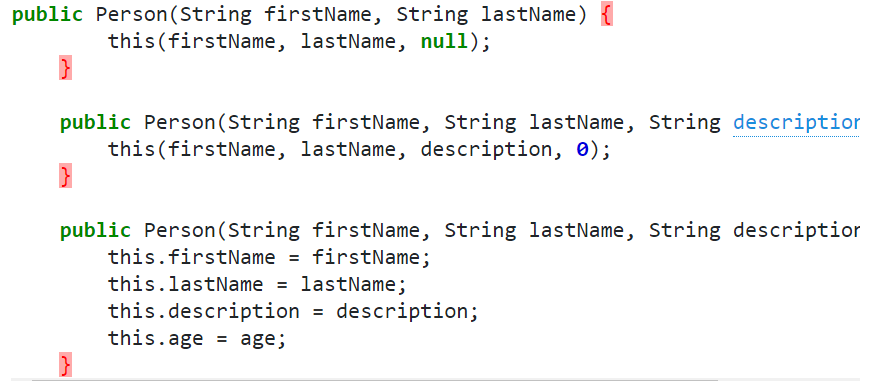 public Person(String firstName, String lastName) {
        this(firstName, lastName, null);
    }

    public Person(String firstName, String lastName, String description
        this(firstName, lastName, description, 0);
    }

    public Person(String firstName, String lastName, String description
        this.firstName = firstName;
        this.lastName = lastName;
        this.description = description;
        this.age = age;
    }